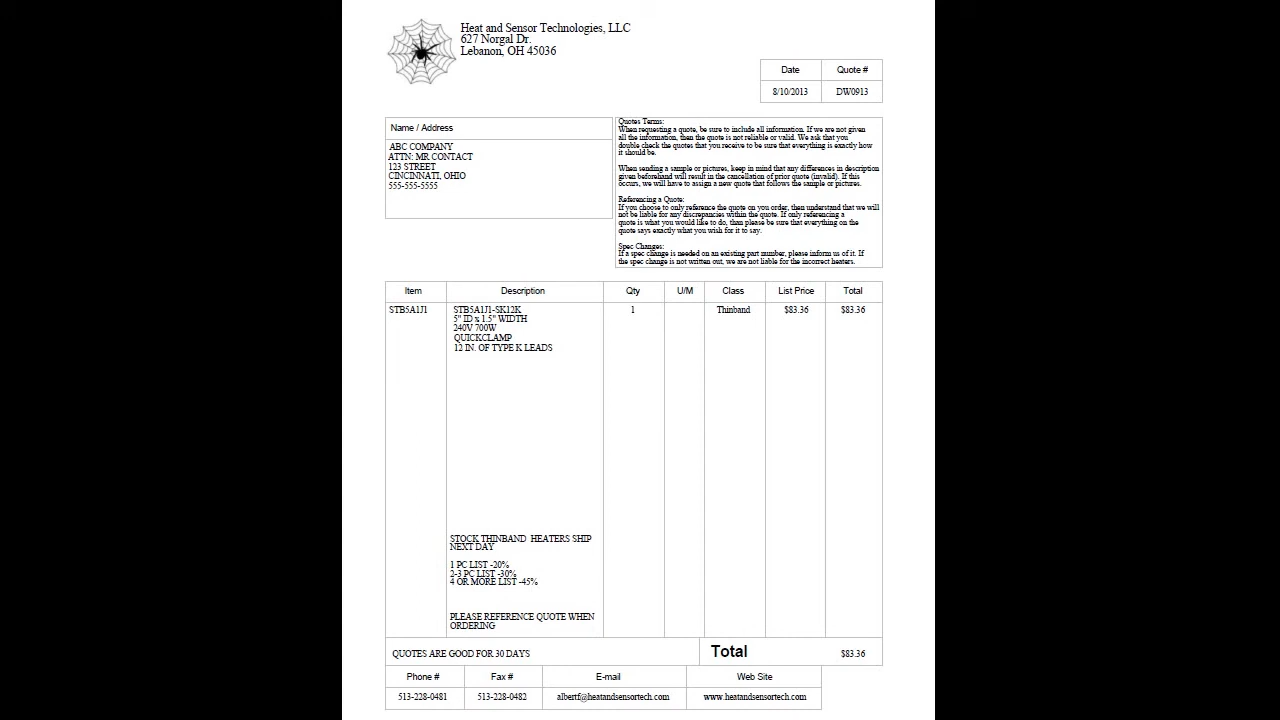 Heat and Sensor Technologies, LLC
627 Norgal Dr.
Lebanon, OH 45036
Date Quote #
8/10/2013 DW0913
Name / Address
ABC COMPANY
ATTN: MR CONTACT
123 STREET
CINCINNATI, OHIO
555-555-5555
Quotes Terms:
When requesting a quote, be sure to include all information. If we are not given
all the information, then the quote is not reliable or valid. We ask that you
double check the quotes that you receive to be sure that everything is exactly how
it should be.
When sending a sample or pictures, keep in mind that any differences in description
given beforehand will result in the cancellation of prior quote (invalid). If this
occurs, we will have to assign a new quote that follows the sample or pictures.
Referencing a Quote:
If you choose to only reference the quote on you order, then understand that we will
not be liable for any discrepancies within the quote. If only referencing a
quote is what you would like to do, than please be sure that everything on the
quote says exactly what you wish for it to say.
Spec Changes:
If a spec change is needed on an existing part number, please inform us of it. If
the spec change is not written out, we are not liable for the incorrect heaters.
Item Description Qty U/M Class List Price Total
STB5A1J1 STB5A1J1-SK12K 1 Thinband $83.36 $83.36
5" ID x 1.5" WIDTH
240V 700W
QUICKCLAMP
12 IN. OF TYPE K LEADS
STOCK THINBAND HEATERS SHIP
NEXT DAY
1 PC LIST -20%
2-3 PC LIST -30%
4 OR MORE LIST -45%
PLEASE REFERENCE QUOTE WHEN
ORDERING
QUOTES ARE GOOD FOR 30 DAYS Total $83.36
Phone # Fax # E-mail Web Site
513-228-0481 513-228-0482 albertf@heatandsensortech.com www.heatandsensortech.com